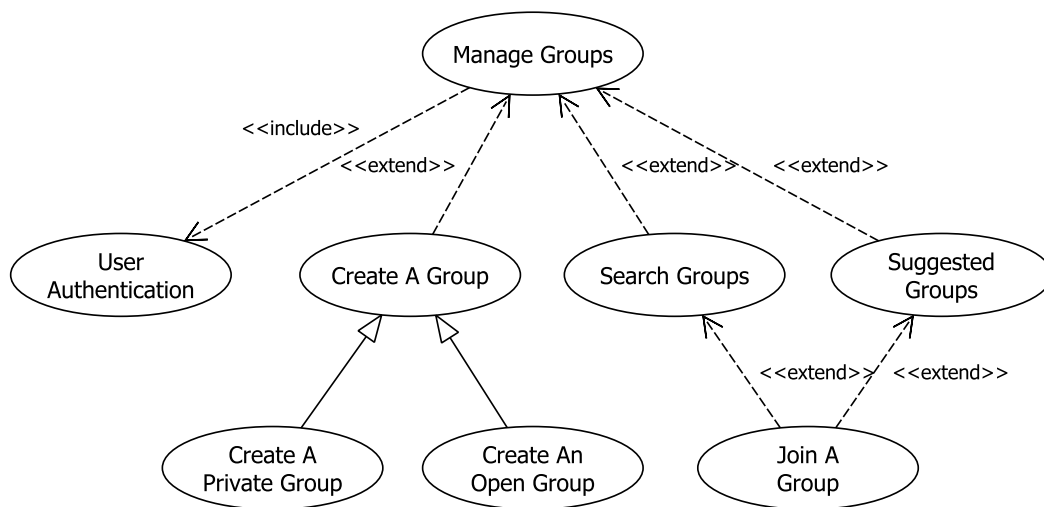 Manage Groups
<<include>>
<<extend>>
<<extend>>
<<extend>>
User
Authentication
Create A Group
Search Groups
Suggested
Groups
<<extend>>
<<extend>>
Create A
Private Group
Create An
Open Group
Join A
Group